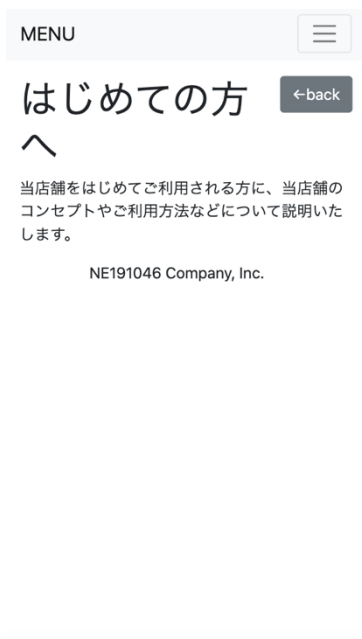 MENU
はじめての方
←back
へ
当店舗をはじめてご利用される方に、当店舗の
コンセプトやご利用方法などについて説明いた
します。
NE191046 Company, Inc.